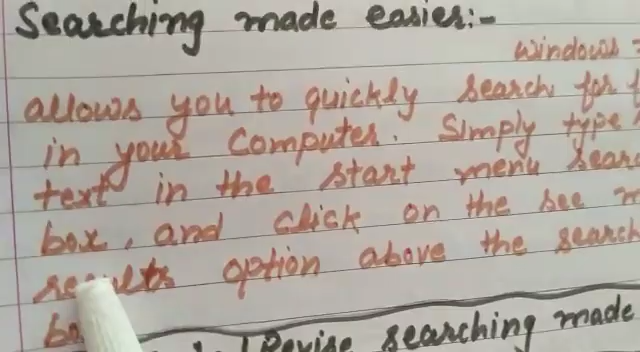 Searching made easier:-
windows
allows you to quickly search for
in your Computer. Simply type
text in the start menu
box, and click on the see
results option above the search
Revise searching made